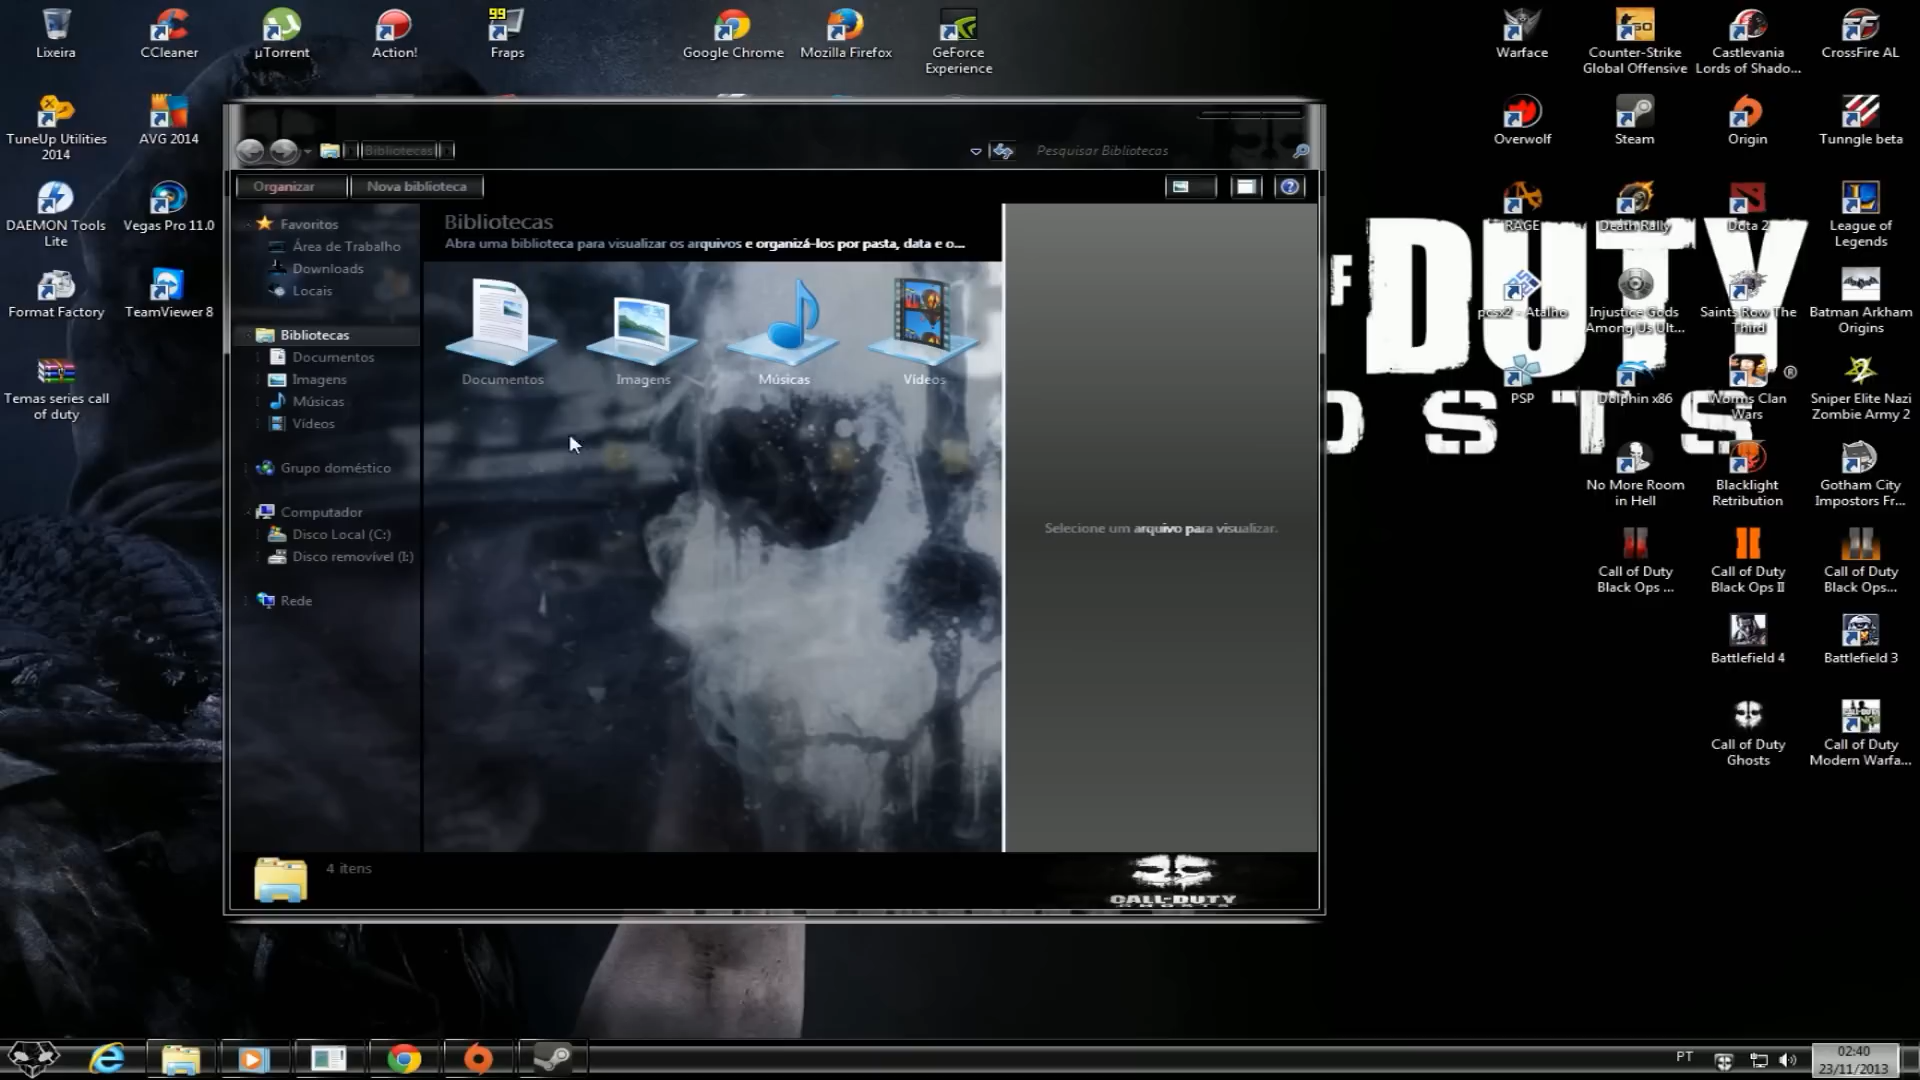 Lixeira
CCleaner
µTorrent
Action!
99
Fraps
Google Chrome
Mozilla Firefox
GeForce
Experience
Warface
Counter-Strike
Global Offensive
Castlevania
Lords of Shado...
CrossFire AL
TuneUp Utilities
2014
AVG 2014
Overwolf
Steam
Origin
Tunngle beta
DAEMON Tools
Lite
Vegas Pro 11.0
RAGE
Death Rally
Dota 2
League of
Legends
Format Factory
TeamViewer 8
pcsx2 - Atalho
Injustice Gods
Among Us Ult...
Saints Row The
Third
Batman Arkham
Origins
Temas series call
of duty
PSP
Dolphin x86
Worms Clan
Wars
Sniper Elite Nazi
Zombie Army 2
No More Room
in Hell
Blacklight
Retribution
Gotham City
Impostors Fr...
Call of Duty
Black Ops ...
Call of Duty
Black Ops II
Call of Duty
Black Ops...
Battlefield 4
Battlefield 3
Call of Duty
Ghosts
Call of Duty
Modern Warfa...
OF DUTY
®
OSTS
Bibliotecas
Pesquisar Bibliotecas
Organizar
Nova biblioteca
Favoritos
Área de Trabalho
Downloads
Locais
Bibliotecas
Documentos
Imagens
Músicas
Vídeos
Grupo doméstico
Computador
Disco Local (C:)
Disco removível (I:)
Rede
Bibliotecas
Abra uma biblioteca para visualizar os arquivos e organizá-los por pasta, data e o...
Documentos
Imagens
Músicas
Vídeos
Selecione um arquivo para visualizar.
4 itens
CALL-DUTY
GHOSTS
PT
02:40
23/11/2013